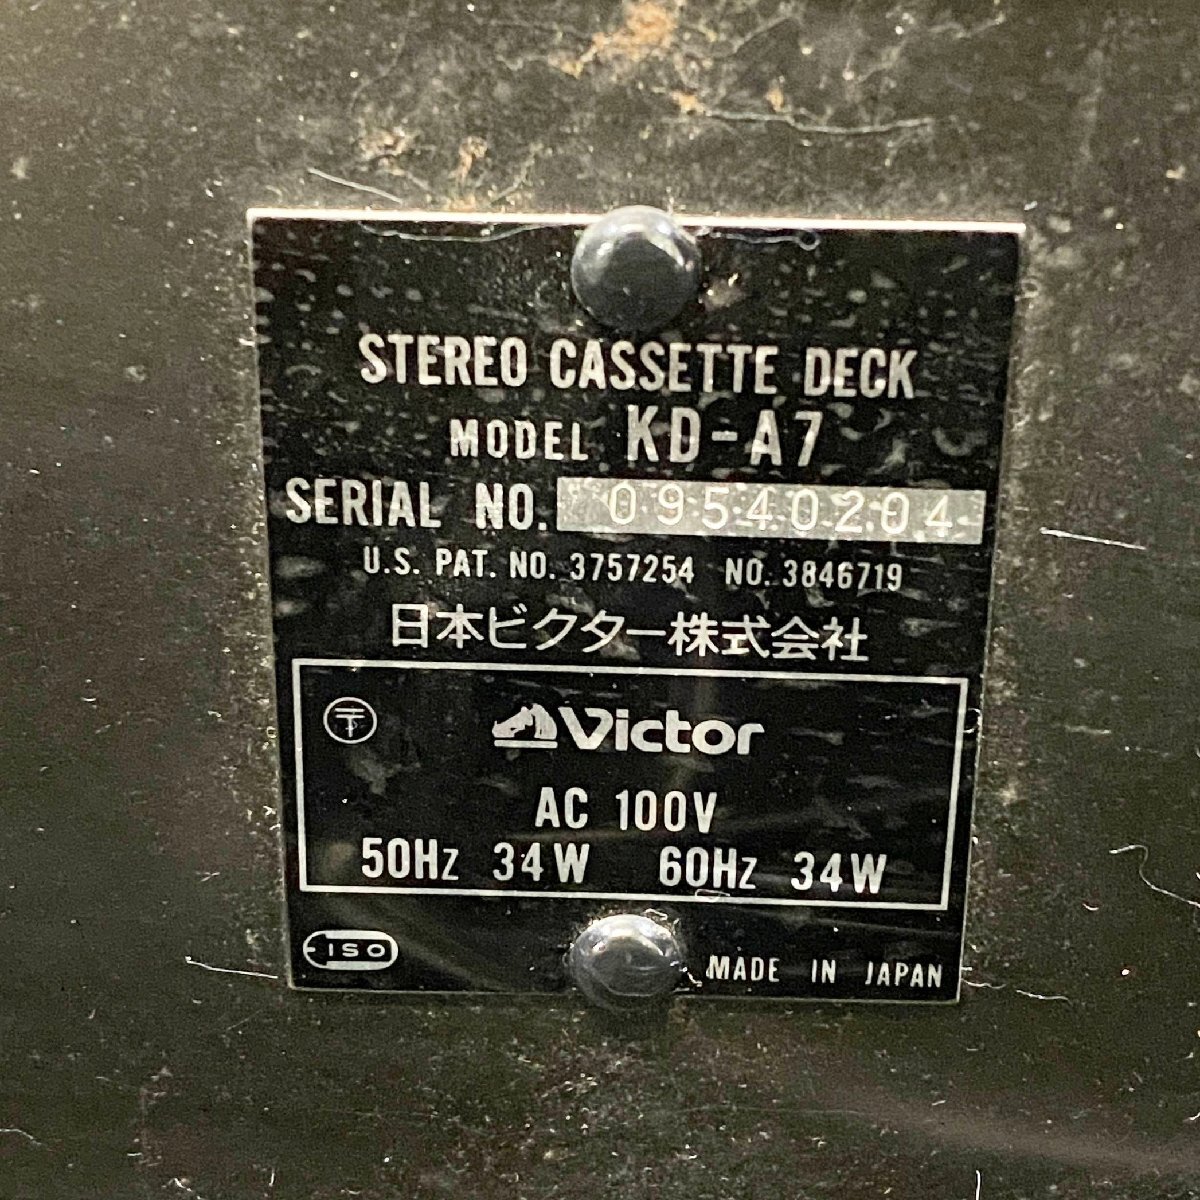 STEREO CASSETTE DECK
MODEL KD-A7
SERIAL NO. 09540204
U.S. PAT. NO. 3757254 NO. 3846719
日本ビクター株式会社
〒 Victor
AC 100V
50Hz 34W 60Hz 34W
ISO MADE IN JAPAN